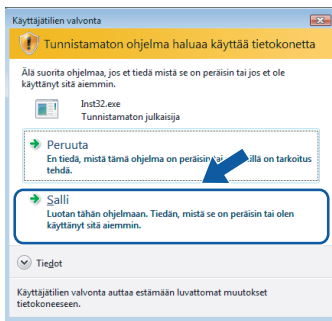 Käyttäjätilien valvonta
Tunnistamaton ohjelma haluaa käyttää tietokonetta
Älä suorita ohjelmaa, jos et tiedä mistä se on peräisin tai jos et ole
käyttänyt sitä aiemmin.
Inst32.exe
Tunnistamaton julkaisija
Peruuta
En tiedä, mistä tämä ohjelma on peräisin tai on tarkoitus
tehdä.
Salli
Luotan tähän ohjelmaan. Tiedän, mistä se on peräisin tai olen
käyttänyt sitä aiemmin.
Tiedot
Käyttäjätilien valvonta auttaa estämään luvattomat muutokset
tietokoneeseen.